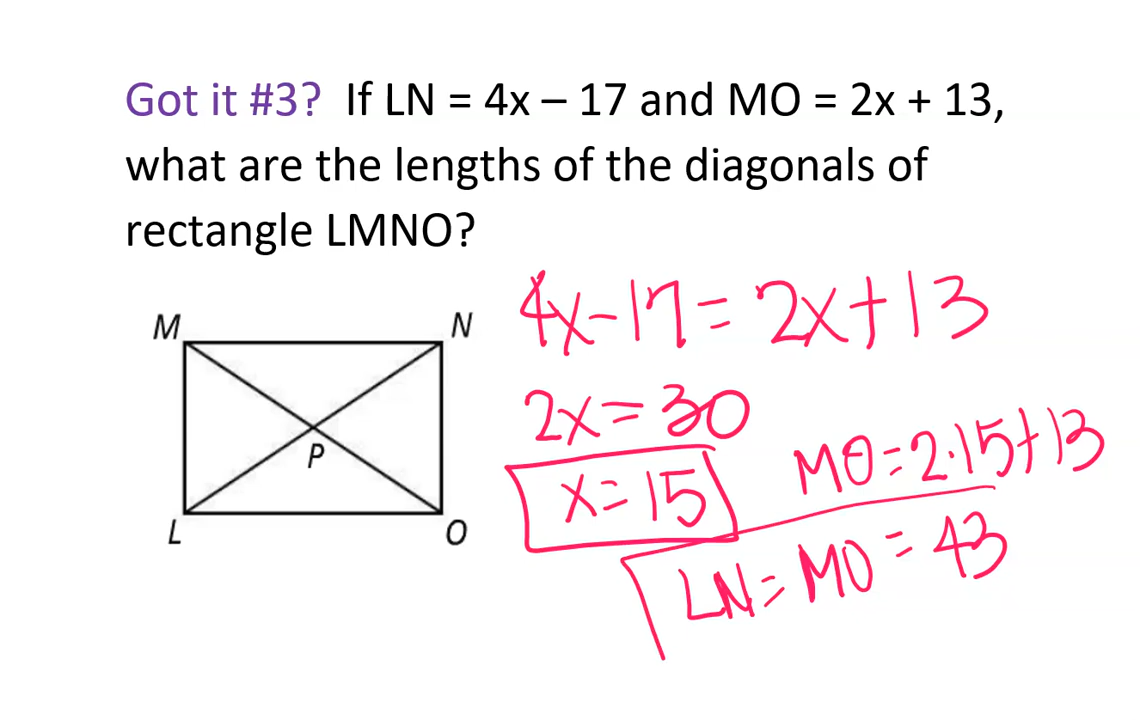 Got it #3? If LN = 4x – 17 and MO = 2x + 13,
what are the lengths of the diagonals of
rectangle LMNO?
M
N
P
L
O
4x-17=2x+13
2x=30
x=15
MO=2·15+13
LN=MO=43